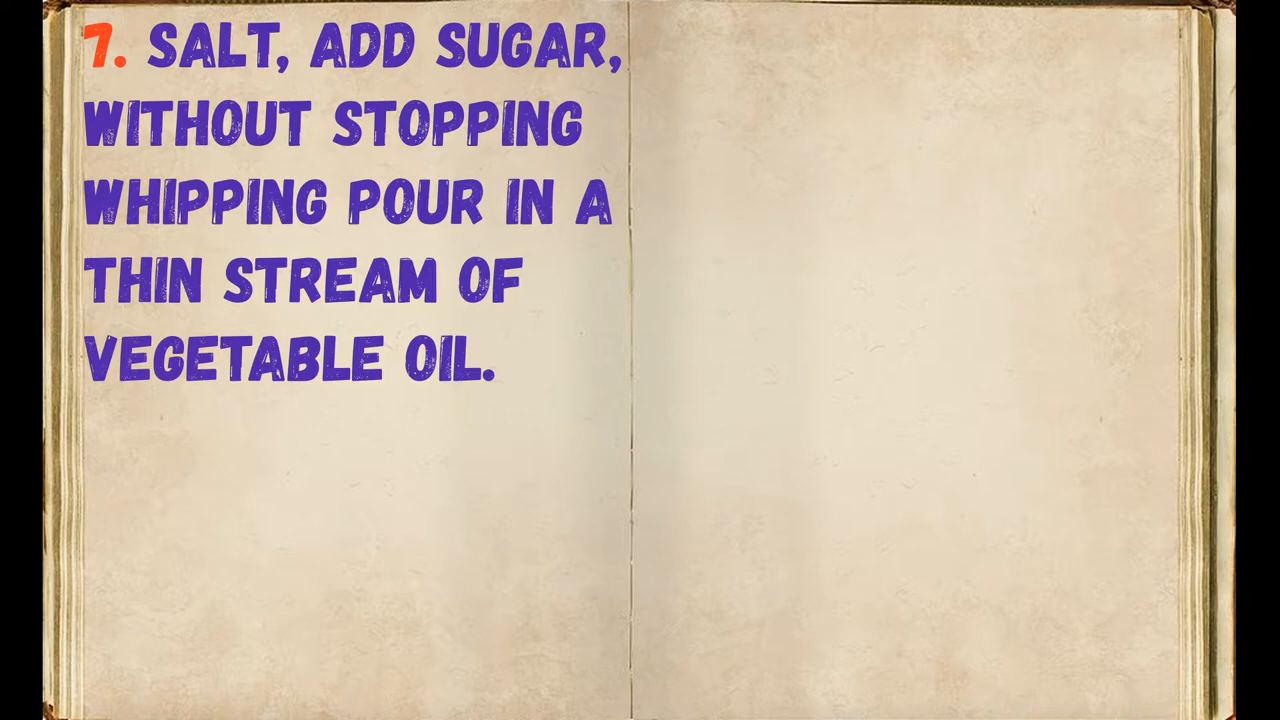 7. SALT, ADD SUGAR,
WITHOUT STOPPING
WHIPPING POUR IN A
THIN STREAM OF
VEGETABLE OIL.